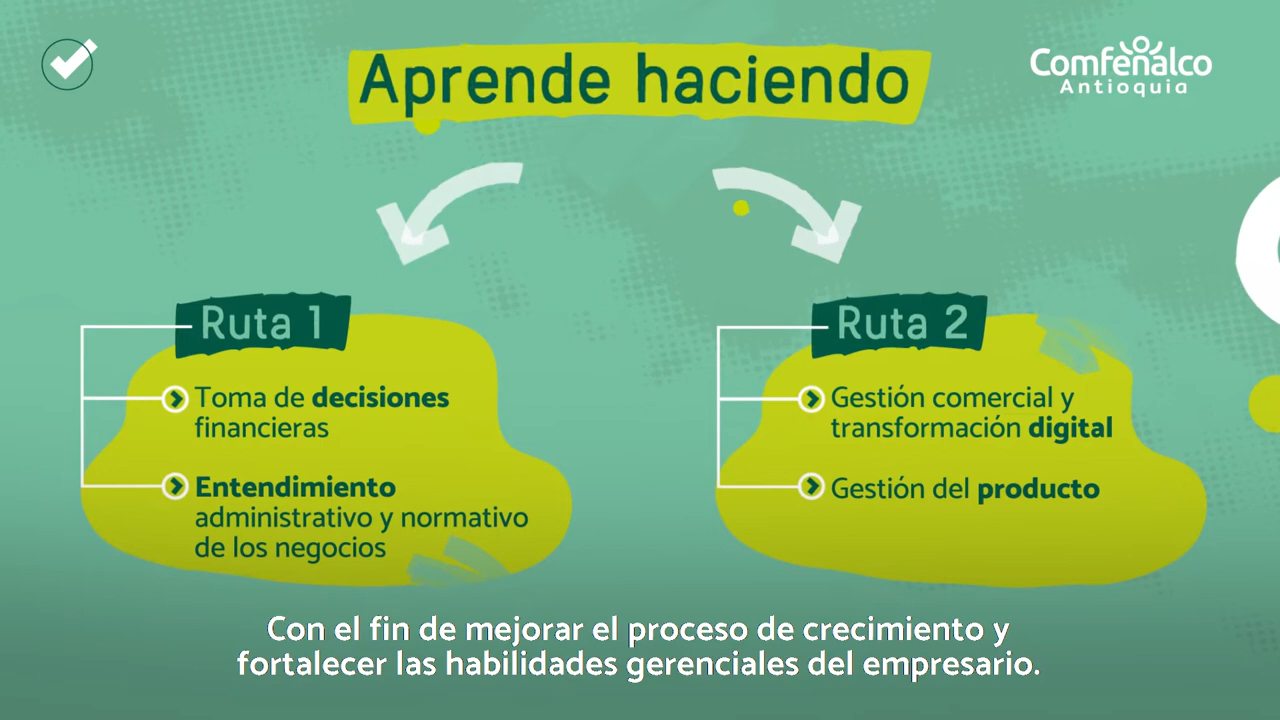 Aprende haciendo
Comfenalco
Antioquia
Ruta 1
Toma de decisiones
financieras
Entendimiento
administrativo y normativo
de los negocios
Ruta 2
Gestión comercial y
transformación digital
Gestión del producto
Con el fin de mejorar el proceso de crecimiento y
fortalecer las habilidades gerenciales del empresario.